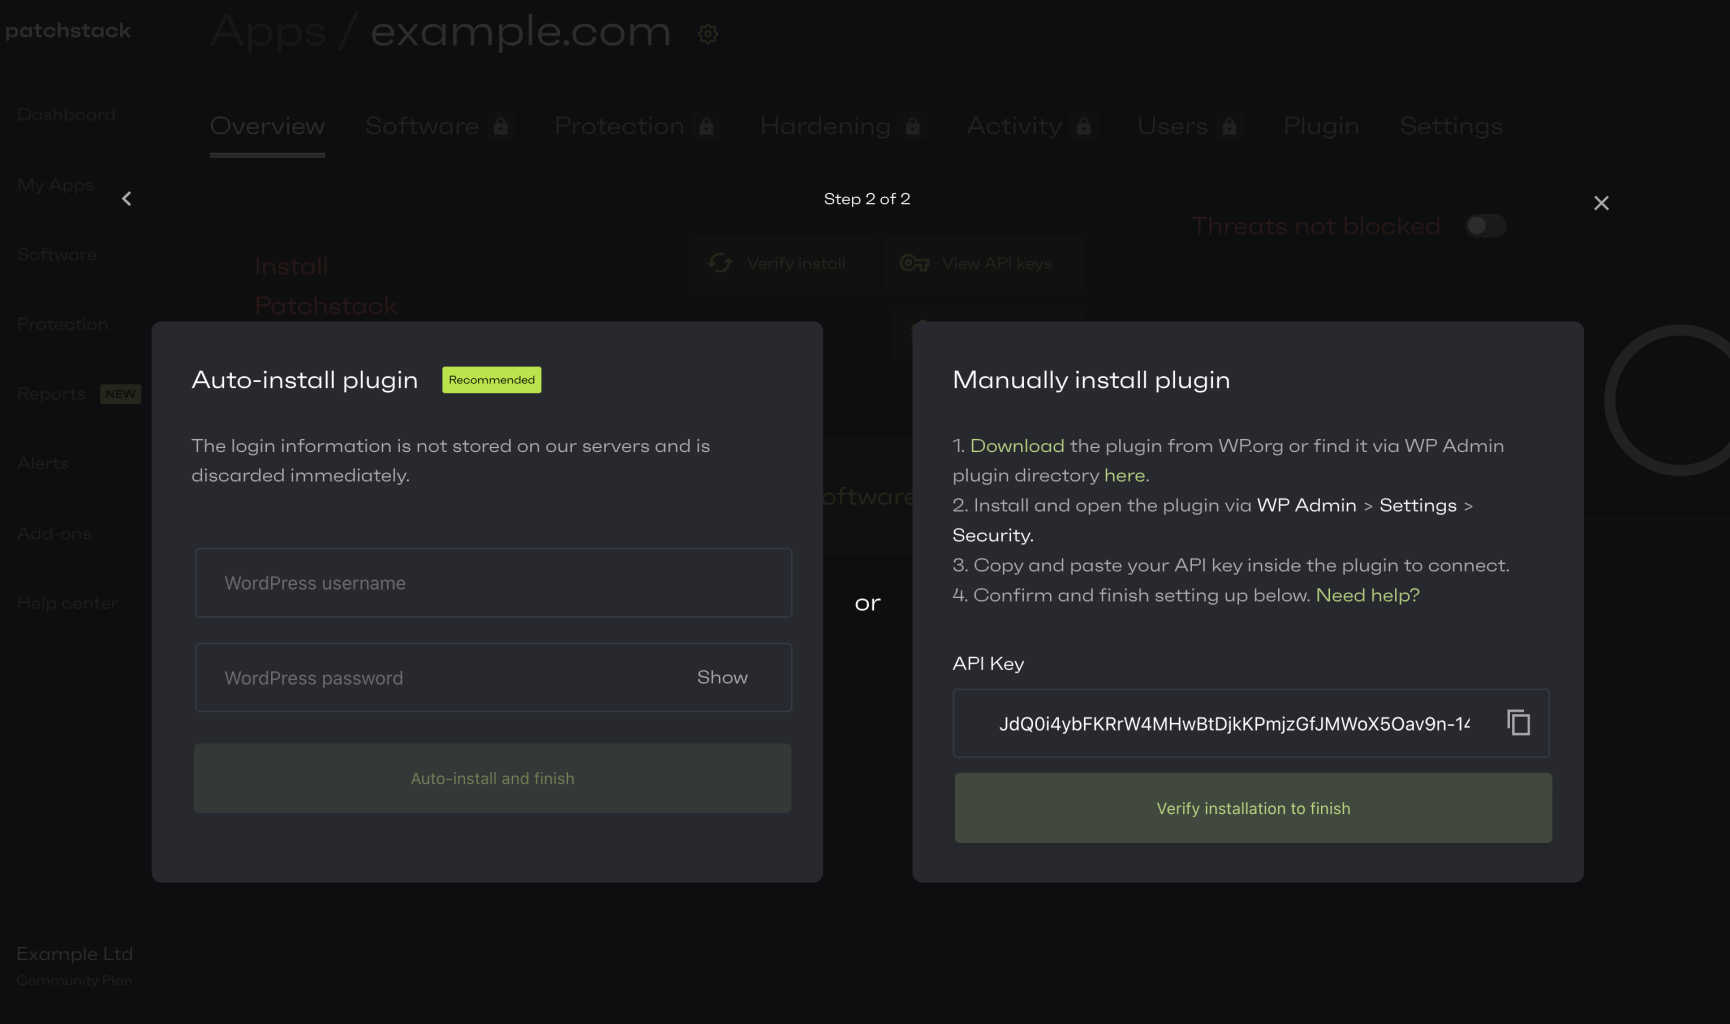 patchstack
Apps / example.com
Dashboard
My Apps
Software
Protection
Reports NEW
Alerts
Add-ons
Help center
Example Ltd
Community Plan
Overview Software Protection Hardening Activity Users Plugin Settings
Step 2 of 2
Threats not blocked
Install
Patchstack
Verify install
View API keys
Auto-install plugin Recommended
The login information is not stored on our servers and is
discarded immediately.
WordPress username
WordPress password Show
Auto-install and finish
or
Manually install plugin
1. Download the plugin from WP.org or find it via WP Admin
plugin directory here.
2. Install and open the plugin via WP Admin > Settings >
Security.
3. Copy and paste your API key inside the plugin to connect.
4. Confirm and finish setting up below. Need help?
API Key
JdQ0i4ybFKRrW4MHwBtDjkKPmjzGfJMWoX5Oav9n-14
Verify installation to finish